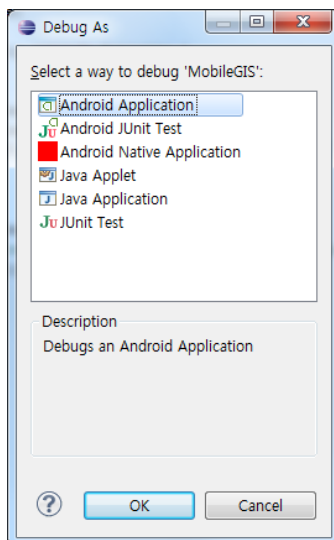 Debug As
Select a way to debug 'MobileGIS':
Android Application
Android JUnit Test
Android Native Application
Java Applet
Java Application
JUnit Test
Description
Debugs an Android Application
OK
Cancel